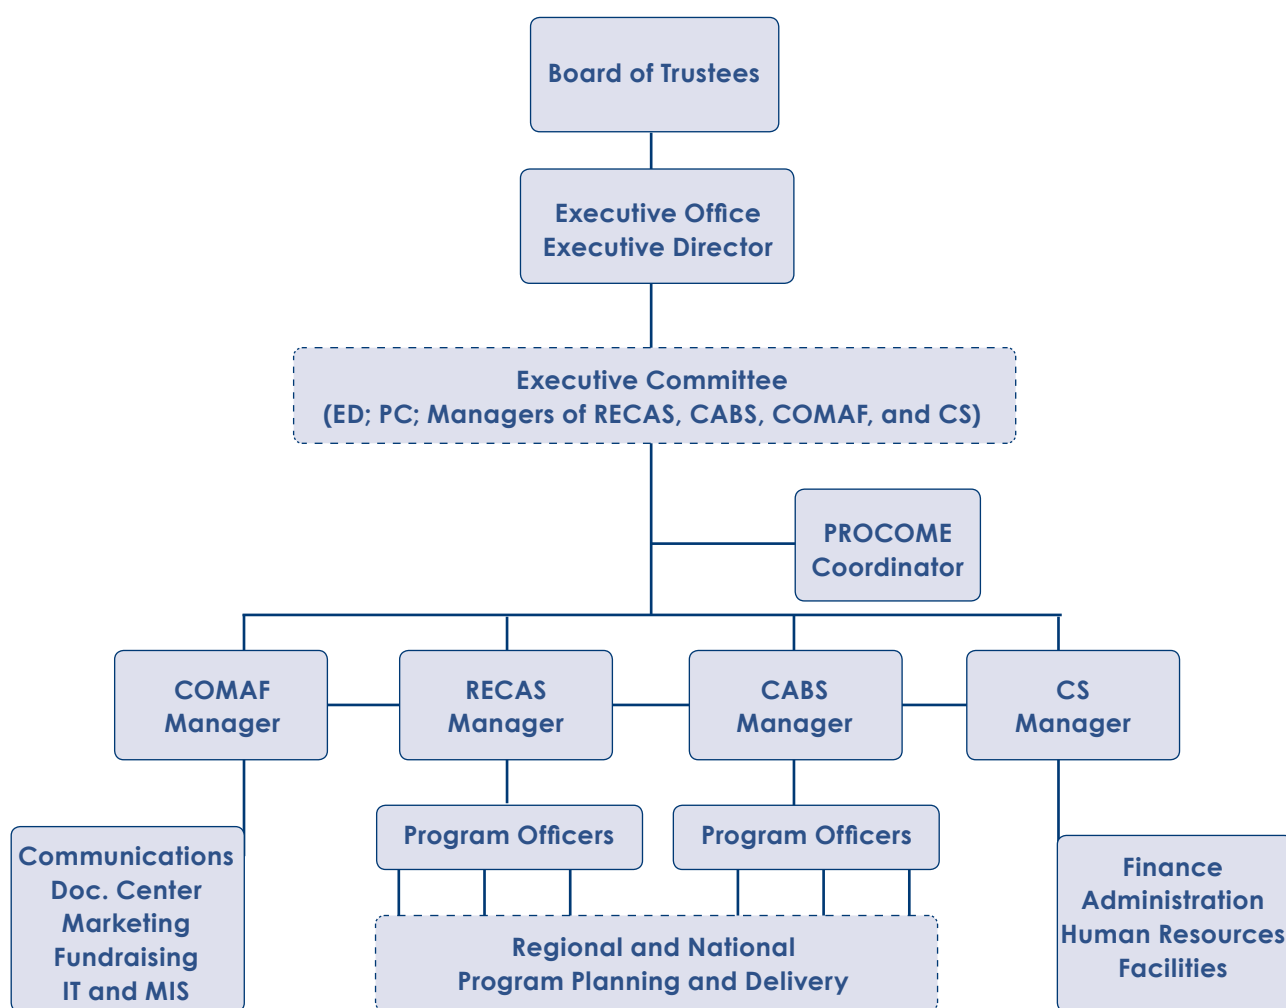 Board of Trustees
Executive Office
Executive Director
Executive Committee
(ED; PC; Managers of RECAS, CABS, COMAF, and CS)
PROCOME
Coordinator
COMAF
Manager
RECAS
Manager
CABS
Manager
CS
Manager
Program Officers
Program Officers
Communications
Doc. Center
Marketing
Fundraising
IT and MIS
Regional and National
Program Planning and Delivery
Finance
Administration
Human Resources
Facilities